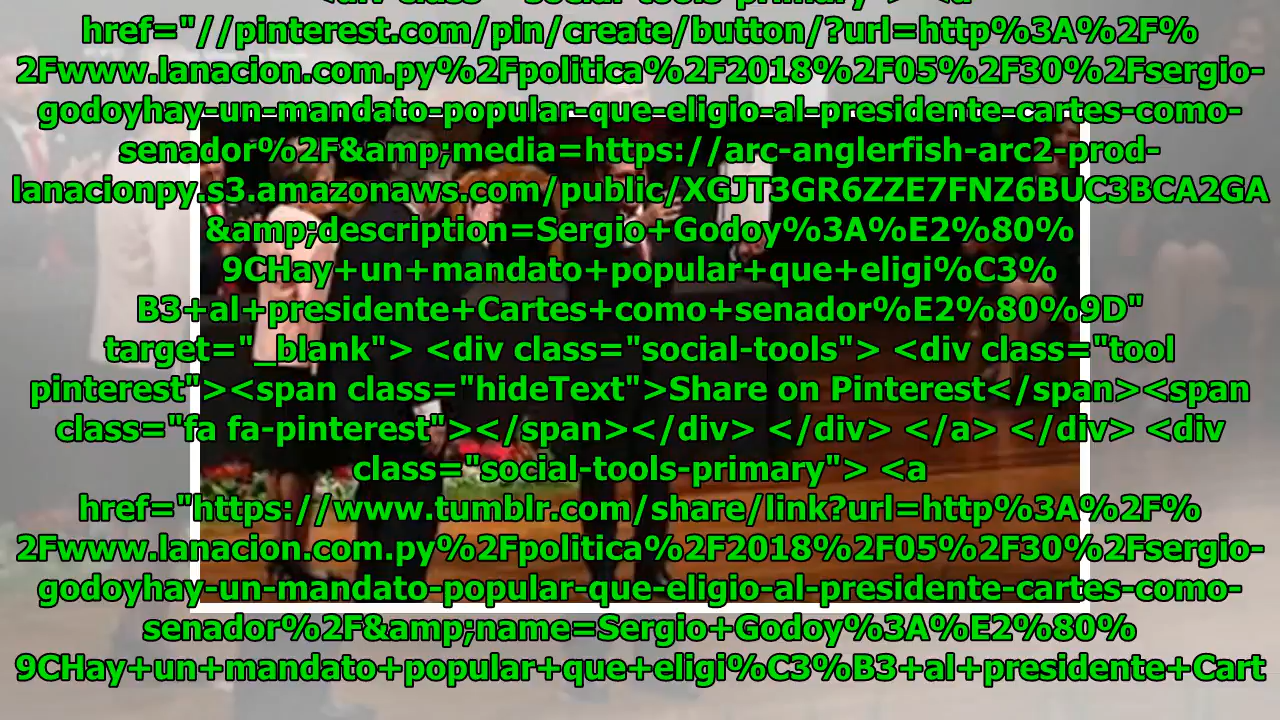 <div class="social-tools-primary"> <a
href="//pinterest.com/pin/create/button/?url=http%3A%2F%
2Fwww.lanacion.com.py%2Fpolitica%2F2018%2F05%2F30%2Fsergio-
godoyhay-un-mandato-popular-que-eligio-al-presidente-cartes-como-
senador%2F&amp;media=https://arc-anglerfish-arc2-prod-
lanacionpy.s3.amazonaws.com/public/XGJT3GR6ZZE7FNZ6BUC3BCA2GA
&amp;description=Sergio+Godoy%3A%E2%80%
9CHay+un+mandato+popular+que+eligi%C3%
B3+al+presidente+Cartes+como+senador%E2%80%9D"
target="_blank"> <div class="social-tools"> <div class="tool
pinterest"><span class="hideText">Share on Pinterest</span><span
class="fa fa-pinterest"></span></div> </div> </a> </div> <div
class="social-tools-primary"> <a
href="https://www.tumblr.com/share/link?url=http%3A%2F%
2Fwww.lanacion.com.py%2Fpolitica%2F2018%2F05%2F30%2Fsergio-
godoyhay-un-mandato-popular-que-eligio-al-presidente-cartes-como-
senador%2F&amp;name=Sergio+Godoy%3A%E2%80%
9CHay+un+mandato+popular+que+eligi%C3%B3+al+presidente+Cart